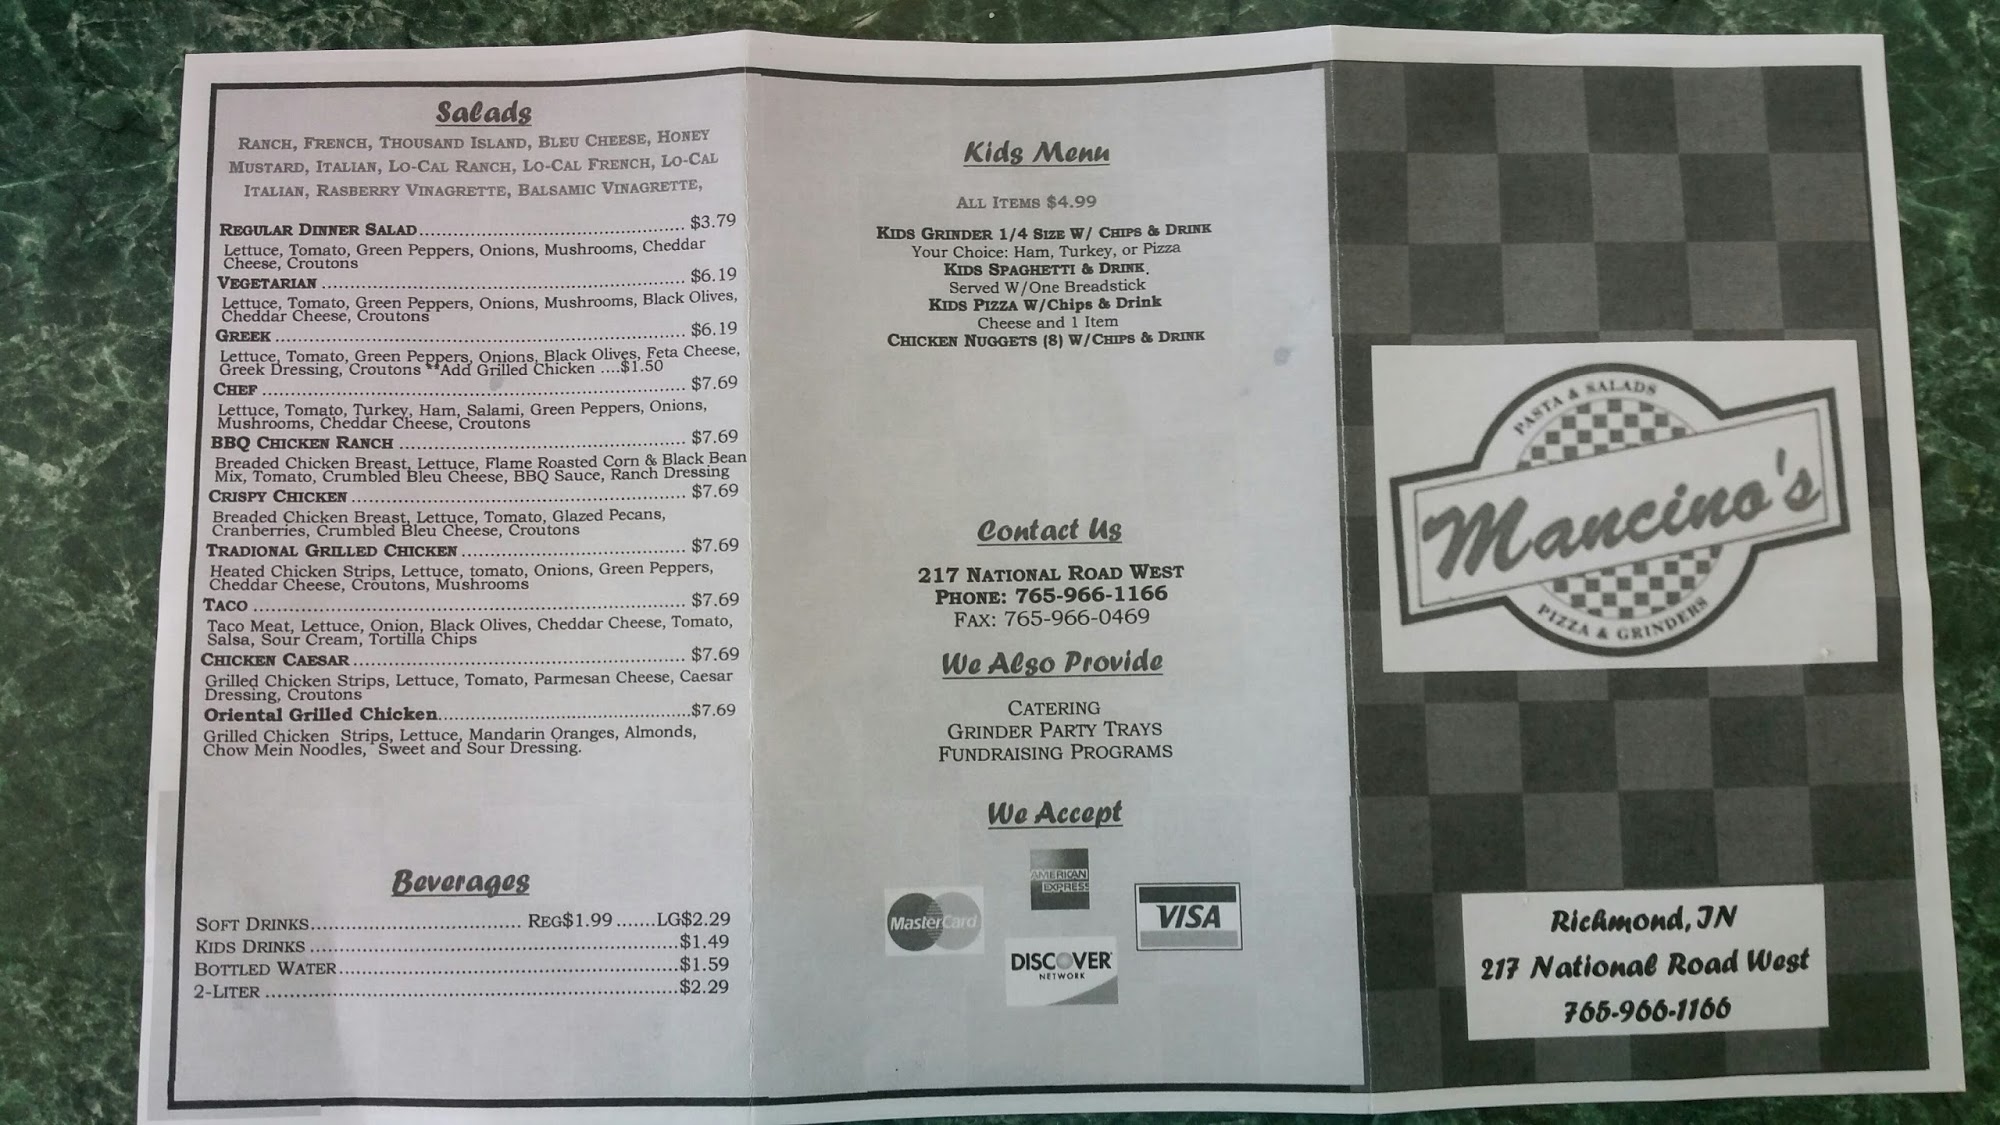 Salads
RANCH, FRENCH, THOUSAND ISLAND, BLEU CHEESE, HONEY
MUSTARD, ITALIAN, LO-CAL RANCH, LO-CAL FRENCH, LO-CAL
ITALIAN, RASBERRY VINAGRETTE, BALSAMIC VINAGRETTE,
REGULAR DINNER SALAD........................................ $3.79
Lettuce, Tomato, Green Peppers, Onions, Mushrooms, Cheddar
Cheese, Croutons
VEGETARIAN ........................................ $6.19
Lettuce, Tomato, Green Peppers, Onions, Mushrooms, Black Olives,
Cheddar Cheese, Croutons
GREEK ........................................ $6.19
Lettuce, Tomato, Green Peppers, Onions, Black Olives, Feta Cheese,
Greek Dressing, Croutons **Add Grilled Chicken ....$1.50
CHEF ........................................ $7.69
Lettuce, Tomato, Turkey, Ham, Salami, Green Peppers, Onions,
Mushrooms, Cheddar Cheese, Croutons
BBQ CHICKEN RANCH ........................................ $7.69
Breaded Chicken Breast, Lettuce, Flame Roasted Corn & Black Bean
Mix, Tomato, Crumbled Bleu Cheese, BBQ Sauce, Ranch Dressing
CRISPY CHICKEN ........................................ $7.69
Breaded Chicken Breast, Lettuce, Tomato, Glazed Pecans,
Cranberries, Crumbled Bleu Cheese, Croutons
TRADIONAL GRILLED CHICKEN ........................................ $7.69
Heated Chicken Strips, Lettuce, tomato, Onions, Green Peppers,
Cheddar Cheese, Croutons, Mushrooms
TACO ........................................ $7.69
Taco Meat, Lettuce, Onion, Black Olives, Cheddar Cheese, Tomato,
Salsa, Sour Cream, Tortilla Chips
CHICKEN CAESAR ........................................ $7.69
Grilled Chicken Strips, Lettuce, Tomato, Parmesan Cheese, Caesar
Dressing, Croutons
Oriental Grilled Chicken........................................$7.69
Grilled Chicken Strips, Lettuce, Mandarin Oranges, Almonds,
Chow Mein Noodles, Sweet and Sour Dressing.
Beverages
SOFT DRINKS.................................. REG$1.99 .......LG$2.29
KIDS DRINKS ........................................$1.49
BOTTLED WATER........................................$1.59
2-LITER ........................................$2.29
Kids Menu
ALL ITEMS $4.99
KIDS GRINDER 1/4 SIZE W/ CHIPS & DRINK
Your Choice: Ham, Turkey, or Pizza
KIDS SPAGHETTI & DRINK.
Served W/One Breadstick
KIDS PIZZA W/Chips & Drink
Cheese and 1 Item
CHICKEN NUGGETS (8) W/CHIPS & DRINK
Contact Us
217 NATIONAL ROAD WEST
PHONE: 765-966-1166
FAX: 765-966-0469
We Also Provide
CATERING
GRINDER PARTY TRAYS
FUNDRAISING PROGRAMS
We Accept
AMERICAN
EXPRESS
MasterCard
VISA
DISCOVER
NETWORK
PASTA & SALADS
Mancino's
PIZZA & GRINDERS
Richmond, IN
217 National Road West
765-966-1166